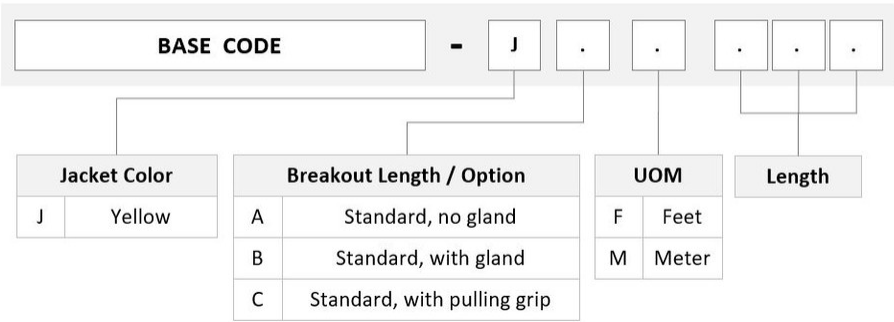 BASE CODE - J . . . . .
Jacket Color
J Yellow
Breakout Length / Option
A Standard, no gland
B Standard, with gland
C Standard, with pulling grip
UOM
F Feet
M Meter
Length